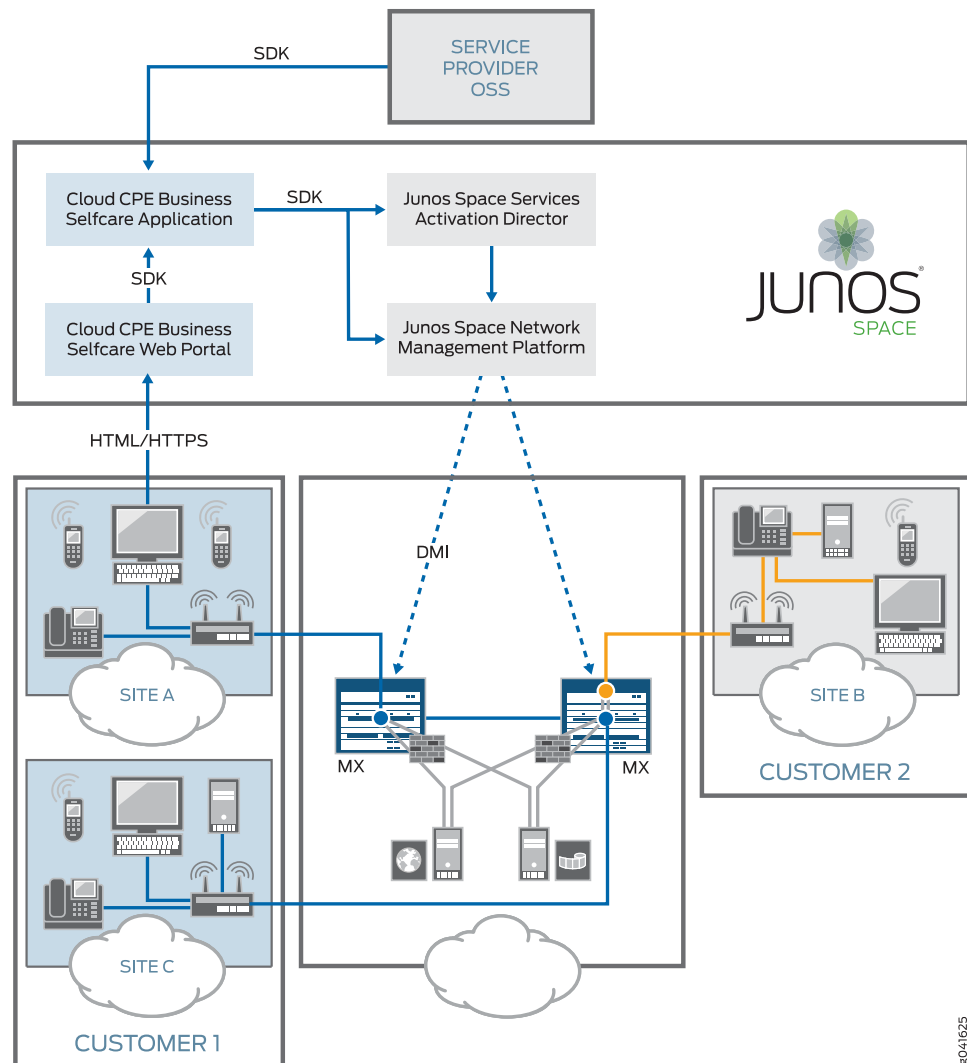 SERVICE
PROVIDER
OSS
SDK
Cloud CPE Business
Selfcare Application
SDK
Junos Space Services
Activation Director
SDK
Cloud CPE Business
Selfcare Web Portal
Junos Space Network
Management Platform
JUNOS®
SPACE
HTML/HTTPS
DMI
SITE A
SITE B
MX
MX
CUSTOMER 2
SITE C
CUSTOMER 1
g041625